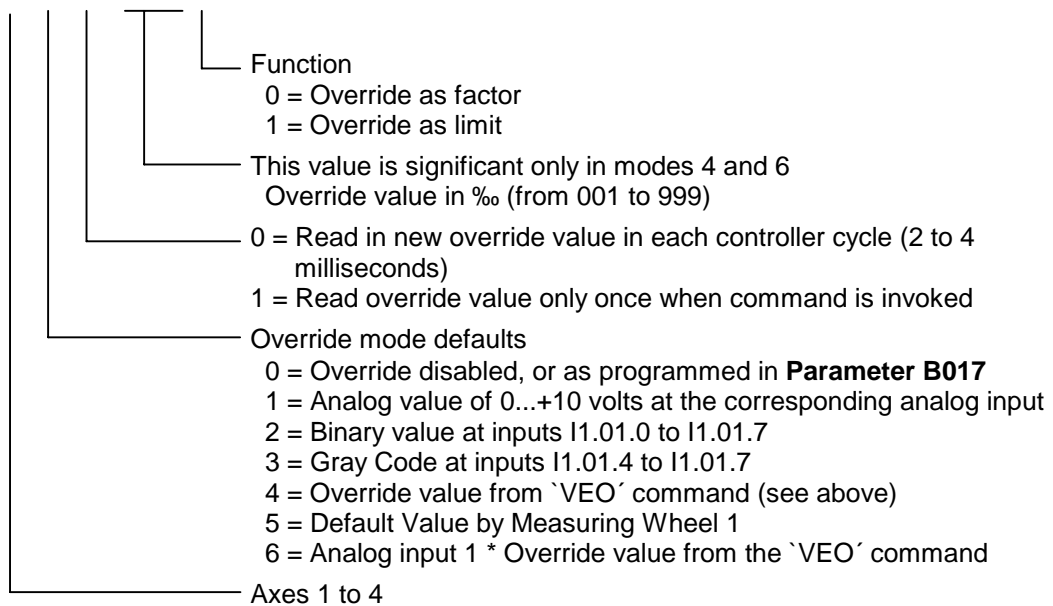 Function
0 = Override as factor
1 = Override as limit
This value is significant only in modes 4 and 6
Override value in ‰ (from 001 to 999)
0 = Read in new override value in each controller cycle (2 to 4
milliseconds)
1 = Read override value only once when command is invoked
Override mode defaults
0 = Override disabled, or as programmed in Parameter B017
1 = Analog value of 0...+10 volts at the corresponding analog input
2 = Binary value at inputs I1.01.0 to I1.01.7
3 = Gray Code at inputs I1.01.4 to I1.01.7
4 = Override value from `VEO´ command (see above)
5 = Default Value by Measuring Wheel 1
6 = Analog input 1 * Override value from the `VEO´ command
Axes 1 to 4